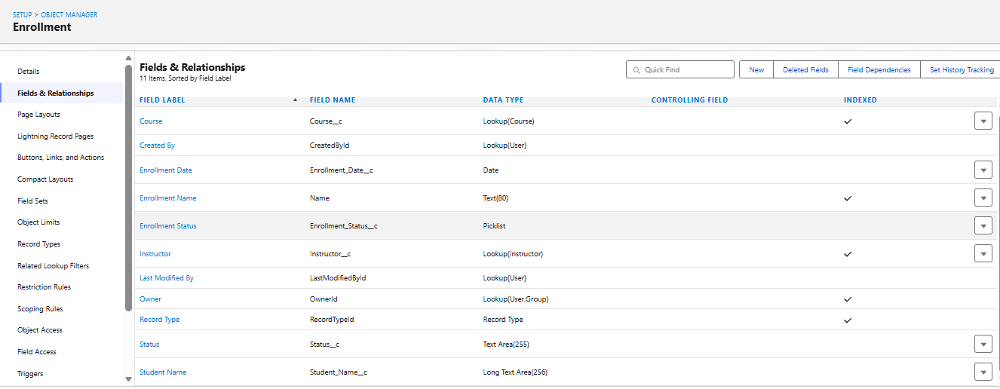 SETUP > OBJECT MANAGER
Enrollment
Details
Fields & Relationships
Page Layouts
Lightning Record Pages
Buttons, Links, and Actions
Compact Layouts
Field Sets
Object Limits
Record Types
Related Lookup Filters
Restriction Rules
Scoping Rules
Object Access
Field Access
Triggers
Fields & Relationships
11 Items, Sorted by Field Label
Quick Find
New
Deleted Fields
Field Dependencies
Set History Tracking
FIELD LABEL FIELD NAME DATA TYPE CONTROLLING FIELD INDEXED
Course Course__c Lookup(Course)
Created By CreatedById Lookup(User)
Enrollment Date Enrollment_Date__c Date
Enrollment Name Name Text(80)
Enrollment Status Enrollment_Status__c Picklist
Instructor Instructor__c Lookup(Instructor)
Last Modified By LastModifiedById Lookup(User)
Owner OwnerId Lookup(User,Group)
Record Type RecordTypeId Record Type
Status Status__c Text Area(255)
Student Name Student_Name__c Long Text Area(256)